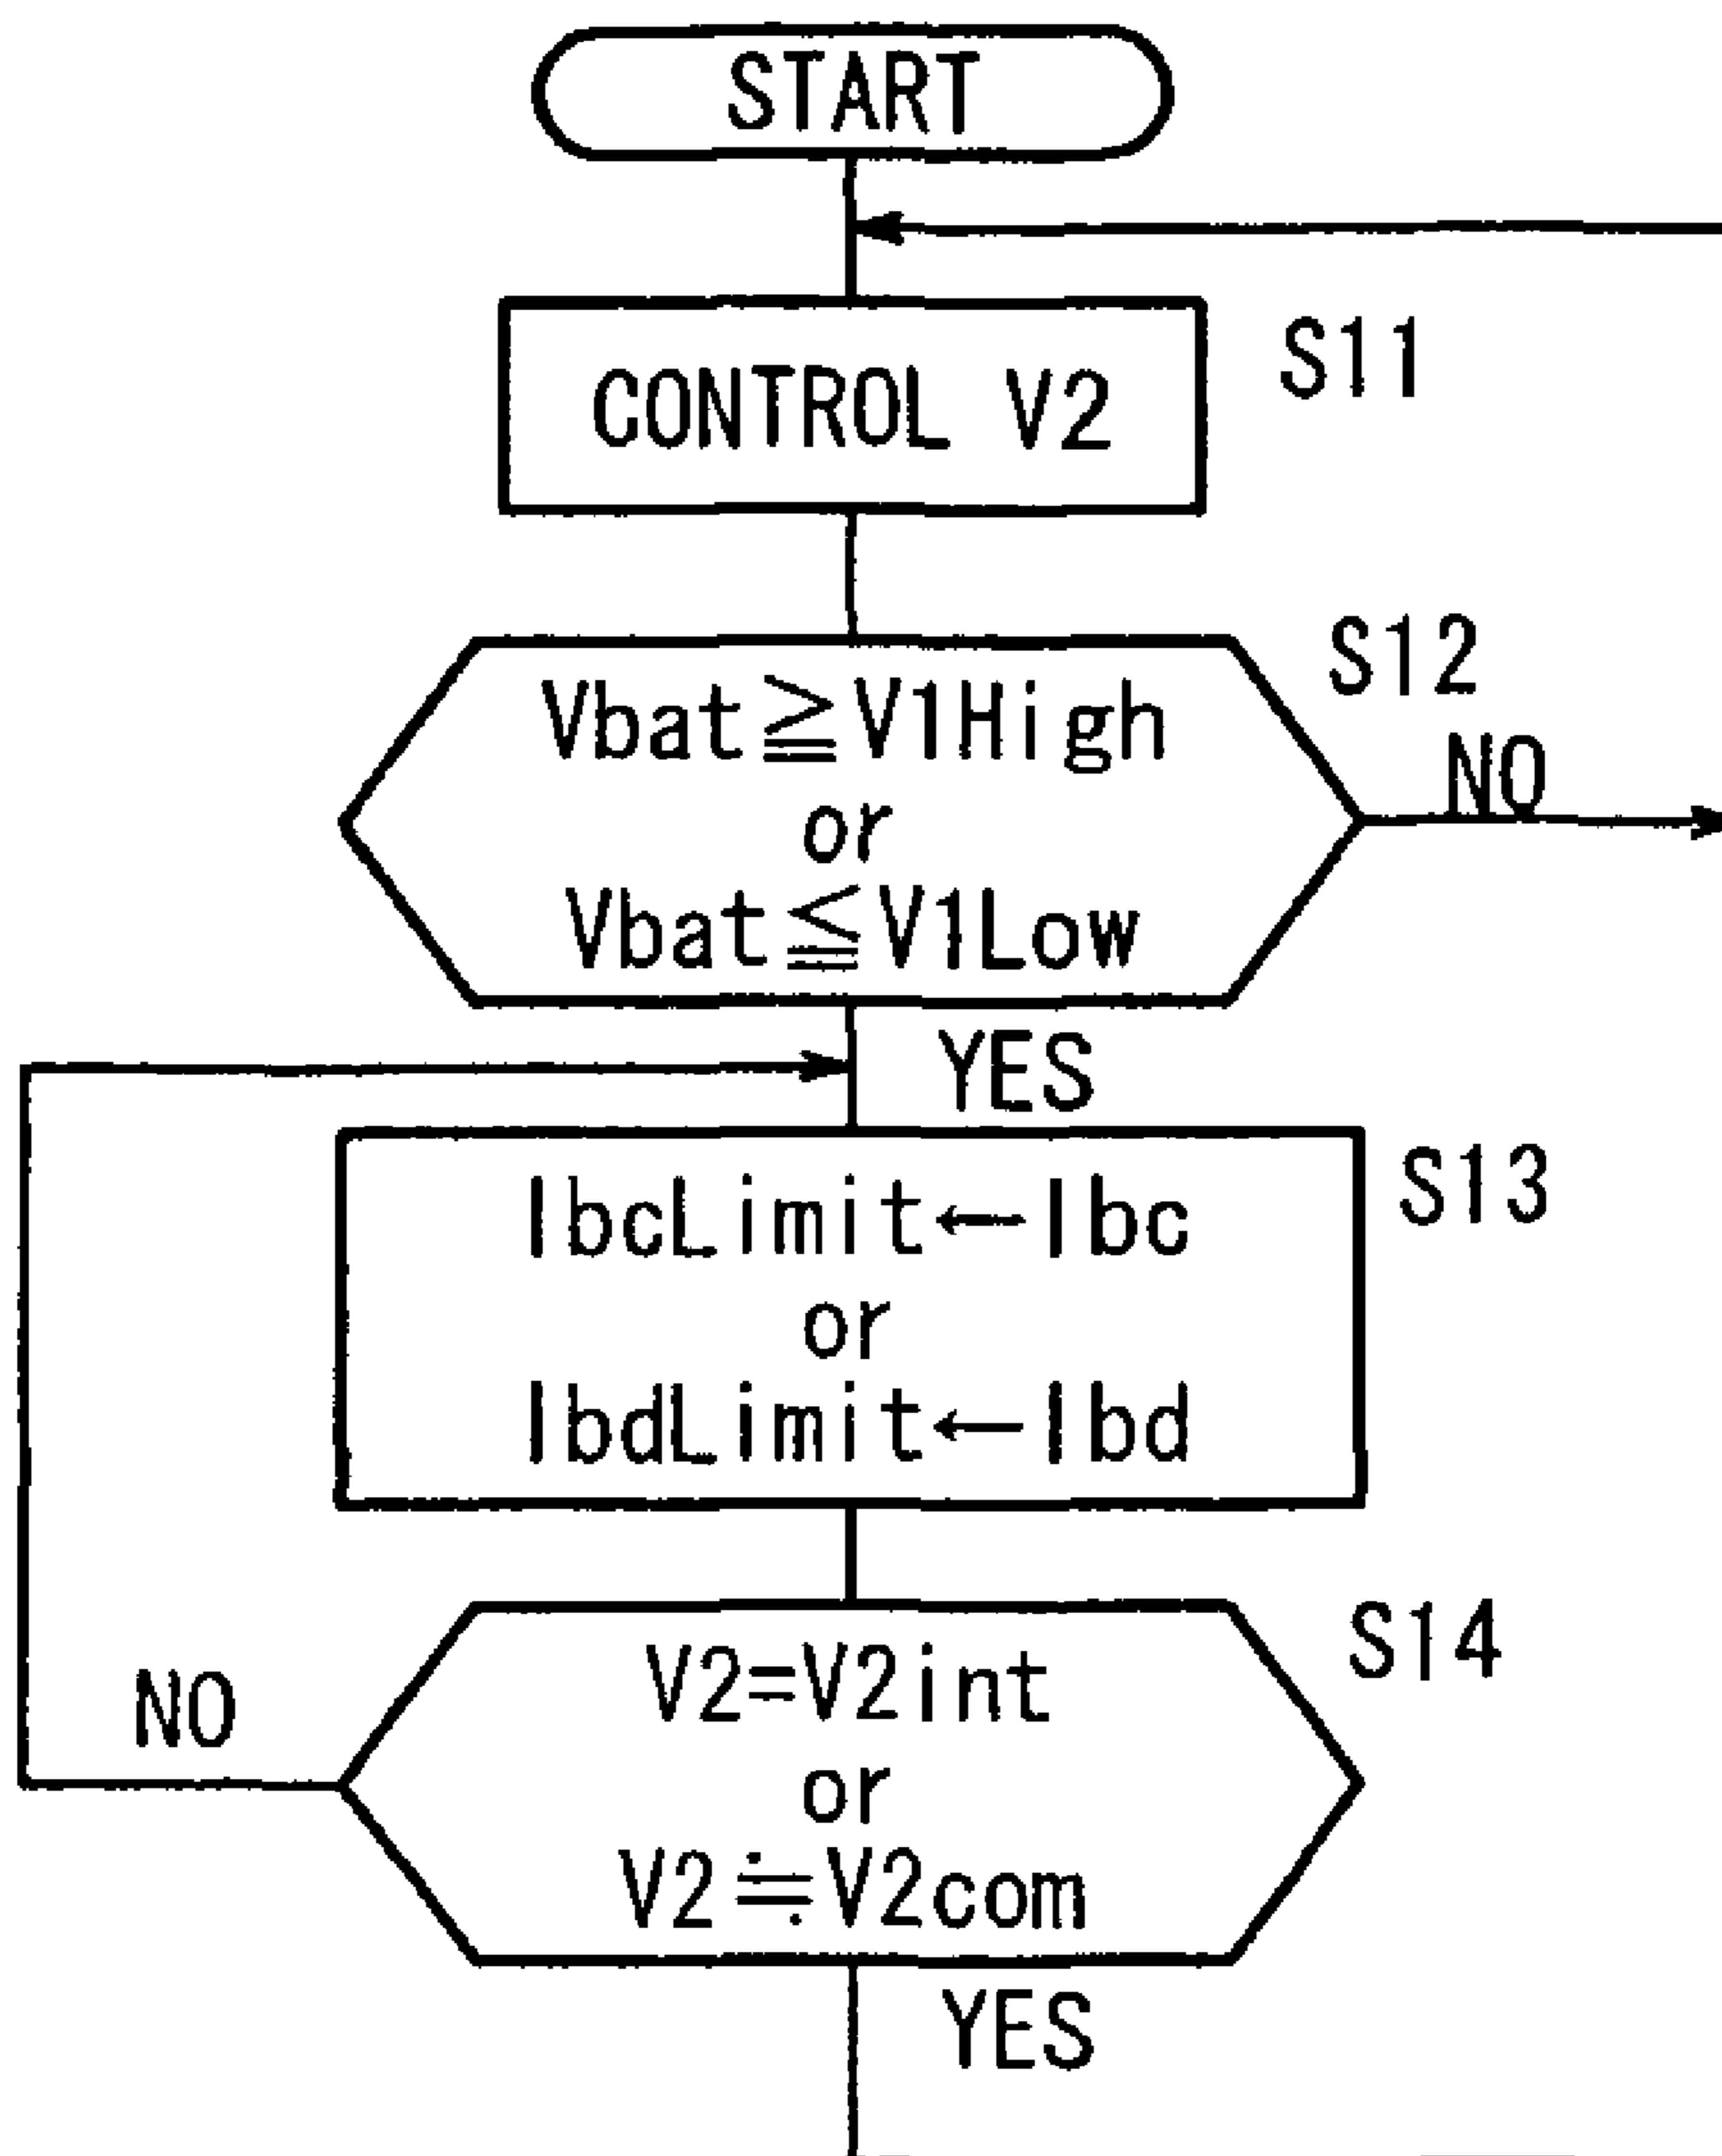 START
CONTROL V2
S11
S12
Vbat≧V1High
or
Vbat≦V1Low
NO
YES
S13
IbcLimit←Ibc
or
IbdLimit←Ibd
S14
V2=V2int
or
V2≒V2com
NO
YES